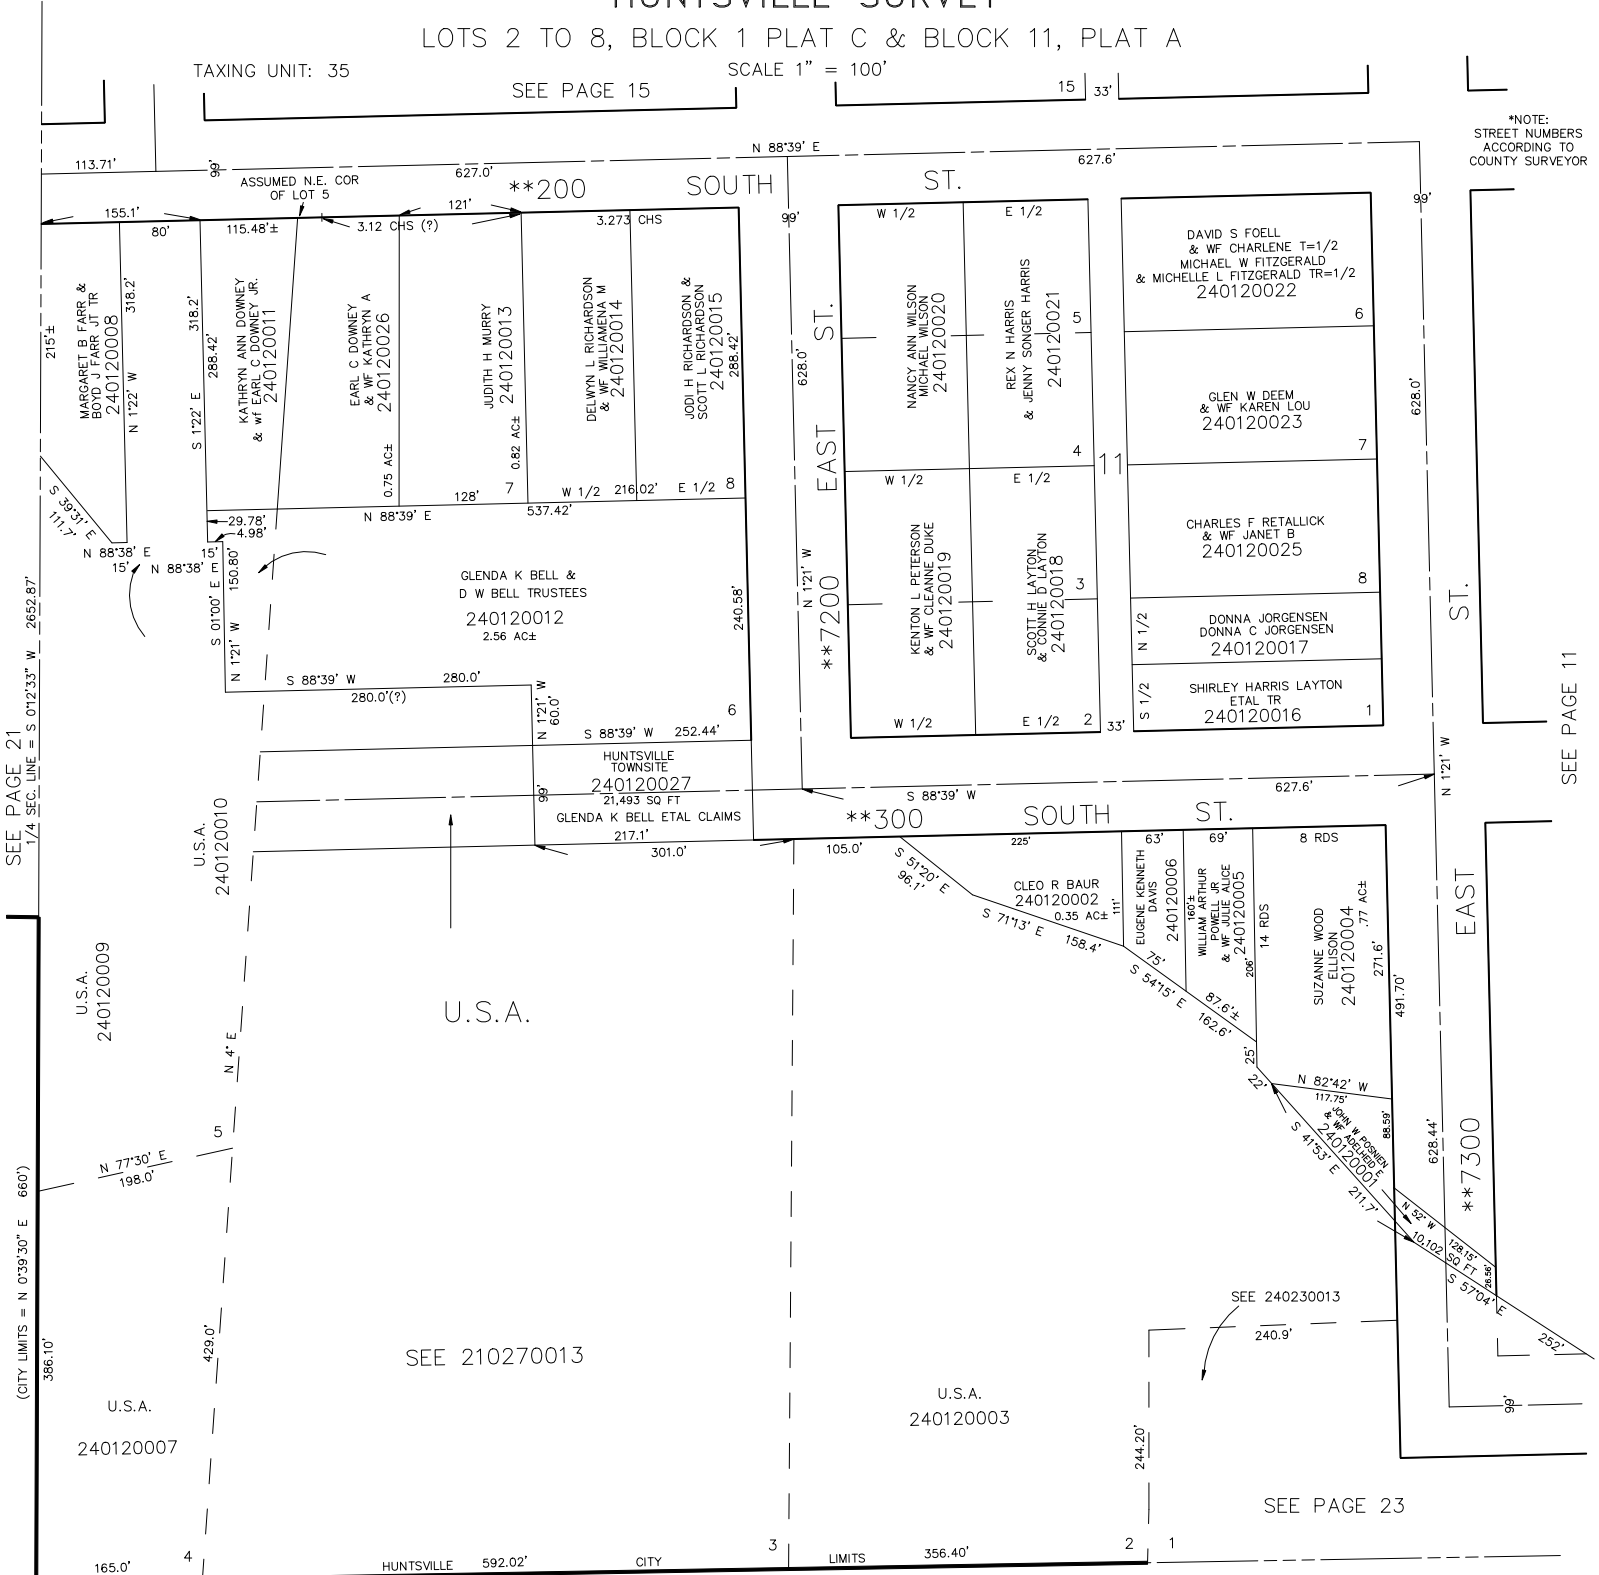 HUNTSVILLE SURVEY
LOTS 2 TO 8, BLOCK 1 PLAT C & BLOCK 11, PLAT A
TAXING UNIT: 35
SCALE 1" = 100'
SEE PAGE 15
15
33'
*NOTE:
STREET NUMBERS
ACCORDING TO
COUNTY SURVEYOR
113.71'
99'
ASSUMED N.E. COR
OF LOT 5
627.0'
N 88°39' E
627.6'
**200 SOUTH ST.
99'
99'
155.1'
80'
115.48'±
3.12 CHS (?)
121'
3.273 CHS
215'±
MARGARET B FARR &
BOYD J FARR JT TR
240120008
318.2'
N 1°22' W
318.2'
S 1°22' E
288.42'
KATHRYN ANN DOWNEY
& wf EARL C DOWNEY JR.
240120011
EARL C DOWNEY
& WF KATHRYN A
240120026
0.75 AC±
JUDITH H MURRY
240120013
0.82 AC±
7
DELWYN L RICHARDSON
& WF WILLIAMENA M
240120014
W 1/2
216.02'
JODI H RICHARDSON &
SCOTT L RICHARDSON
240120015
288.42'
E 1/2
8
128'
N 88°39' E
537.42'
S 39°31' E
111.7'
N 88°38' E
15'
N 88°38' E
29.78'
4.98'
15'
150.80'
S 01°00' E
N 1°21' W
GLENDA K BELL &
D W BELL TRUSTEES
240120012
2.56 AC±
240.58'
S 88°39' W
280.0'
280.0'(?)
N 1°21' W
60.0'
6
S 88°39' W 252.44'
HUNTSVILLE
TOWNSITE
240120027
21,493 SQ FT
GLENDA K BELL ETAL CLAIMS
99'
217.1'
301.0'
628.0'
N 1°21' W
**7200 EAST ST.
W 1/2
E 1/2
NANCY ANN WILSON
MICHAEL WILSON
240120020
REX N HARRIS
& JENNY SONGER HARRIS
240120021
5
4
11
W 1/2
E 1/2
KENTON L PETERSON
& WF CLEANNE DUKE
240120019
SCOTT H LAYTON
& CONNIE D LAYTON
240120018
3
W 1/2
E 1/2
2
33'
DAVID S FOELL
& WF CHARLENE T=1/2
MICHAEL W FITZGERALD
& MICHELLE L FITZGERALD TR=1/2
240120022
6
GLEN W DEEM
& WF KAREN LOU
240120023
7
CHARLES F RETALLICK
& WF JANET B
240120025
8
N 1/2
DONNA JORGENSEN
DONNA C JORGENSEN
240120017
S 1/2
SHIRLEY HARRIS LAYTON
ETAL TR
240120016
1
628.0'
N 1°21' W
SEE PAGE 11
S 88°39' W
627.6'
**300 SOUTH ST.
105.0'
225'
63'
69'
8 RDS
S 51°20' E
96.1'
CLEO R BAUR
240120002
0.35 AC±
111'
S 71°13' E
158.4'
EUGENE KENNETH
DAVIS
240120006
160'±
WILLIAM ARTHUR
POWELL JR
& WF JULIE ALICE
240120005
206'
14 RDS
75'
S 54°15' E
87.6'±
162.6'
25'
22'
SUZANNE WOOD
ELLISON
240120004
.77 AC±
271.6'
491.70'
N 82°42' W
117.75'
JOHN W POSNIEN
& WF ADELHEID E
240120001
88.59'
S 41°53' E
211.7'
N 52° W
128.15'
10,102
SQ FT
26.56'
S 57°04' E
252'
628.44'
**7300 EAST ST.
99'
SEE PAGE 21
1/4 SEC. LINE = S 0°12'33" W 2652.87'
U.S.A.
240120010
U.S.A.
240120009
U.S.A.
N 4° E
5
N 77°30' E
198.0'
(CITY LIMITS = N 0°39'30" E 660')
386.10'
429.0'
SEE 210270013
U.S.A.
240120007
U.S.A.
240120003
SEE 240230013
240.9'
244.20'
SEE PAGE 23
165.0'
4
HUNTSVILLE 592.02' CITY
3
LIMITS 356.40'
2
1